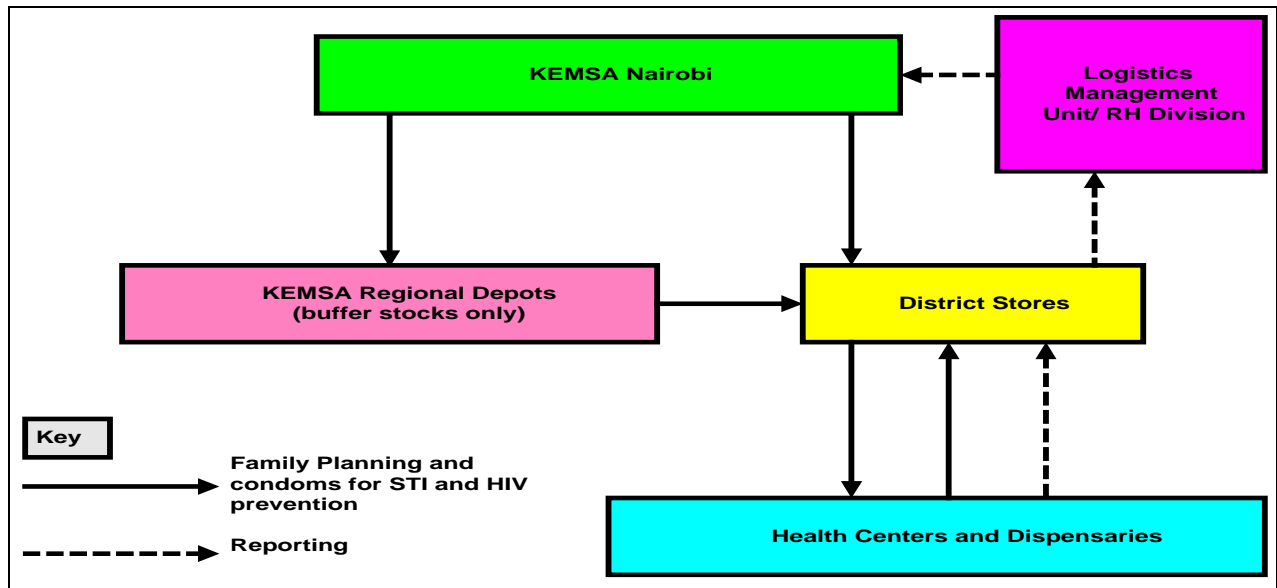 KEMSA Nairobi
Logistics
Management
Unit/ RH Division
KEMSA Regional Depots
(buffer stocks only)
District Stores
Key
Family Planning and
condoms for STI and HIV
prevention
Reporting
Health Centers and Dispensaries